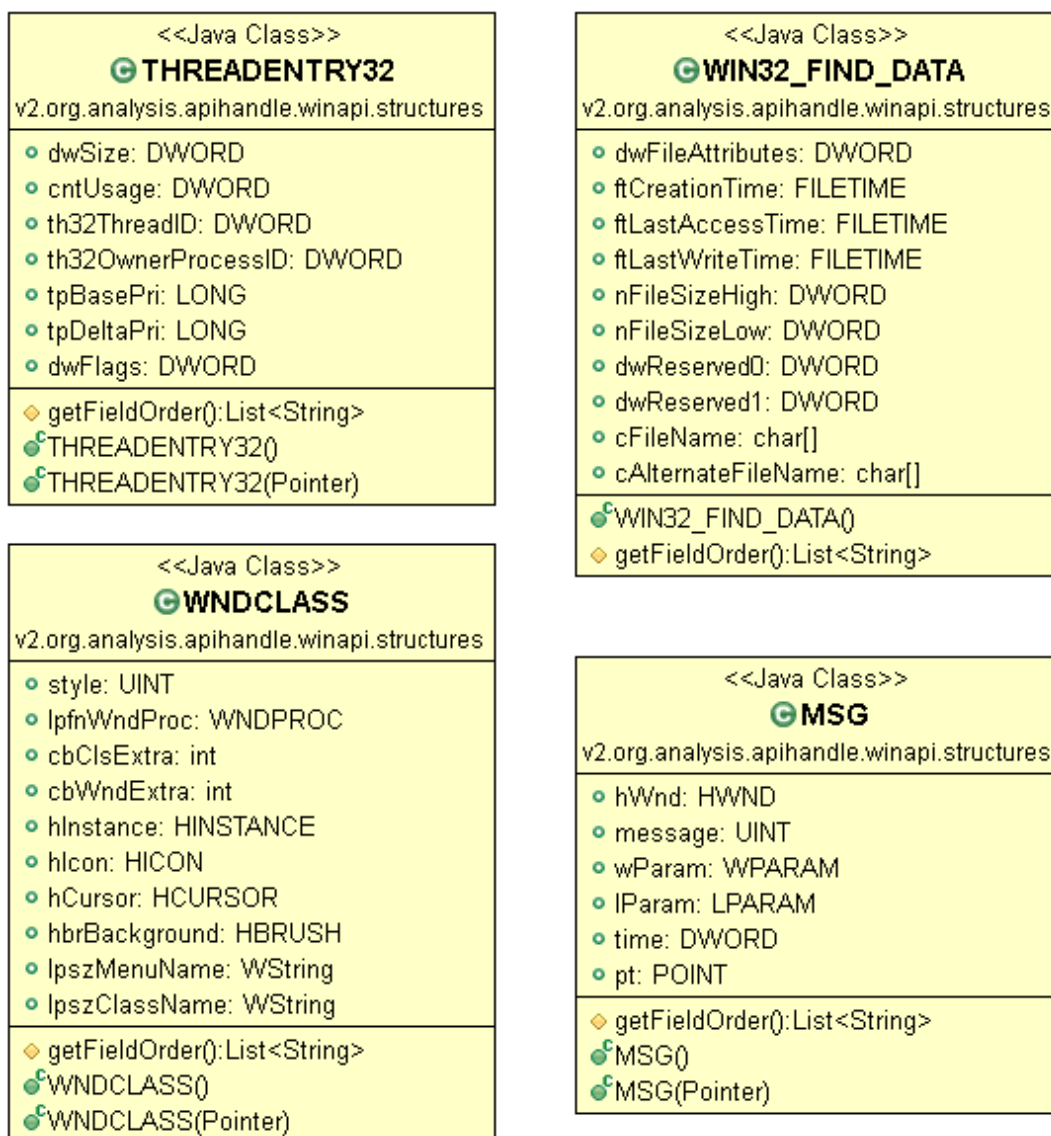 <<Java Class>>
THREADENTRY32
v2.org.analysis.apihandle.winapi.structures
dwSize: DWORD
cntUsage: DWORD
th32ThreadID: DWORD
th32OwnerProcessID: DWORD
tpBasePri: LONG
tpDeltaPri: LONG
dwFlags: DWORD
getFieldOrder():List<String>
THREADENTRY32()
THREADENTRY32(Pointer)
<<Java Class>>
WIN32_FIND_DATA
v2.org.analysis.apihandle.winapi.structures
dwFileAttributes: DWORD
ftCreationTime: FILETIME
ftLastAccessTime: FILETIME
ftLastWriteTime: FILETIME
nFileSizeHigh: DWORD
nFileSizeLow: DWORD
dwReserved0: DWORD
dwReserved1: DWORD
cFileName: char[]
cAlternateFileName: char[]
WIN32_FIND_DATA()
getFieldOrder():List<String>
<<Java Class>>
WNDCLASS
v2.org.analysis.apihandle.winapi.structures
style: UINT
lpfnWndProc: WNDPROC
cbClsExtra: int
cbWndExtra: int
hInstance: HINSTANCE
hIcon: HICON
hCursor: HCURSOR
hbrBackground: HBRUSH
lpszMenuName: WString
lpszClassName: WString
getFieldOrder():List<String>
WNDCLASS()
WNDCLASS(Pointer)
<<Java Class>>
MSG
v2.org.analysis.apihandle.winapi.structures
hWnd: HWND
message: UINT
wParam: WPARAM
lParam: LPARAM
time: DWORD
pt: POINT
getFieldOrder():List<String>
MSG()
MSG(Pointer)